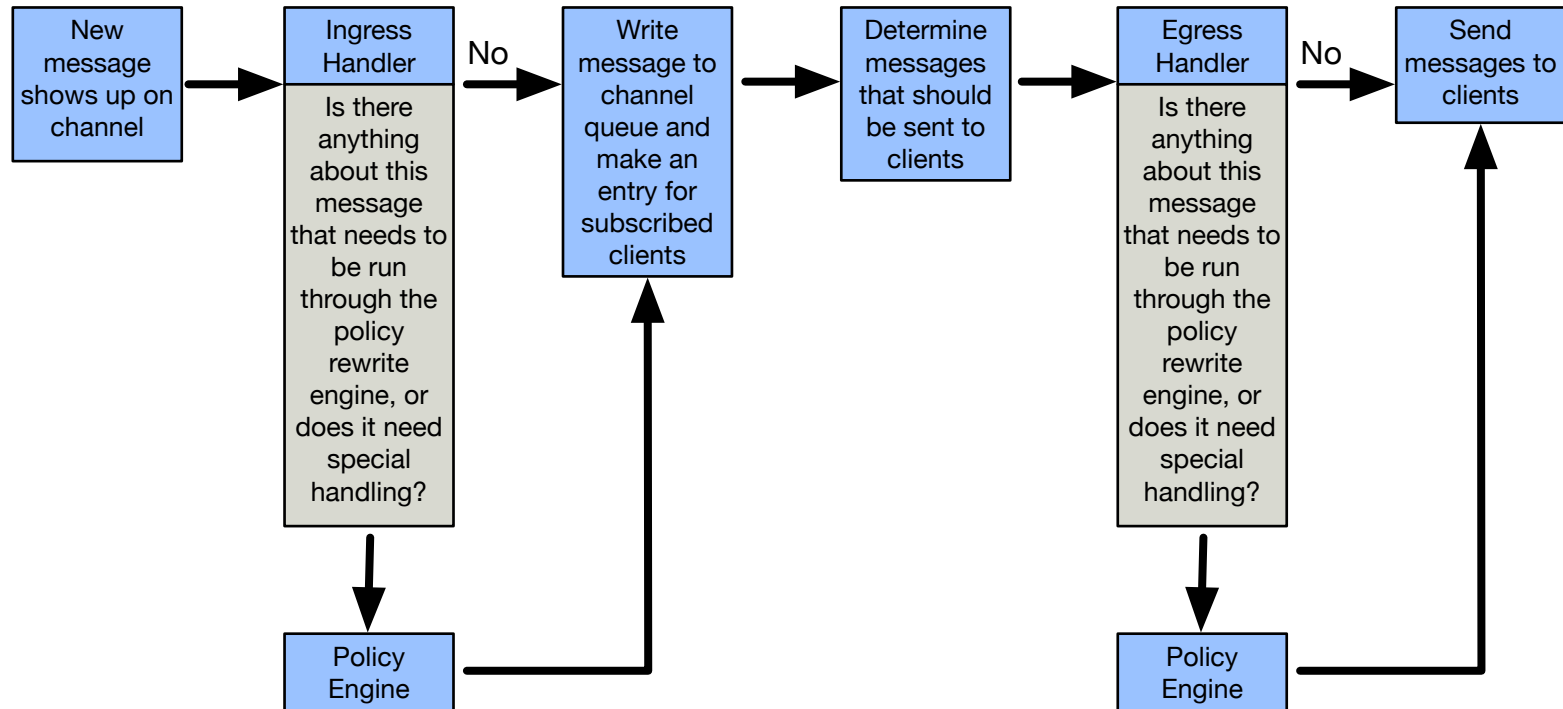 New
message
shows up on
channel
Ingress
Handler
Is there
anything
about this
message
that needs to
be run
through the
policy
rewrite
engine, or
does it need
special
handling?
No
Policy
Engine
Write
message to
channel
queue and
make an
entry for
subscribed
clients
Determine
messages
that should
be sent to
clients
Egress
Handler
Is there
anything
about this
message
that needs to
be run
through the
policy
rewrite
engine, or
does it need
special
handling?
No
Policy
Engine
Send
messages to
clients